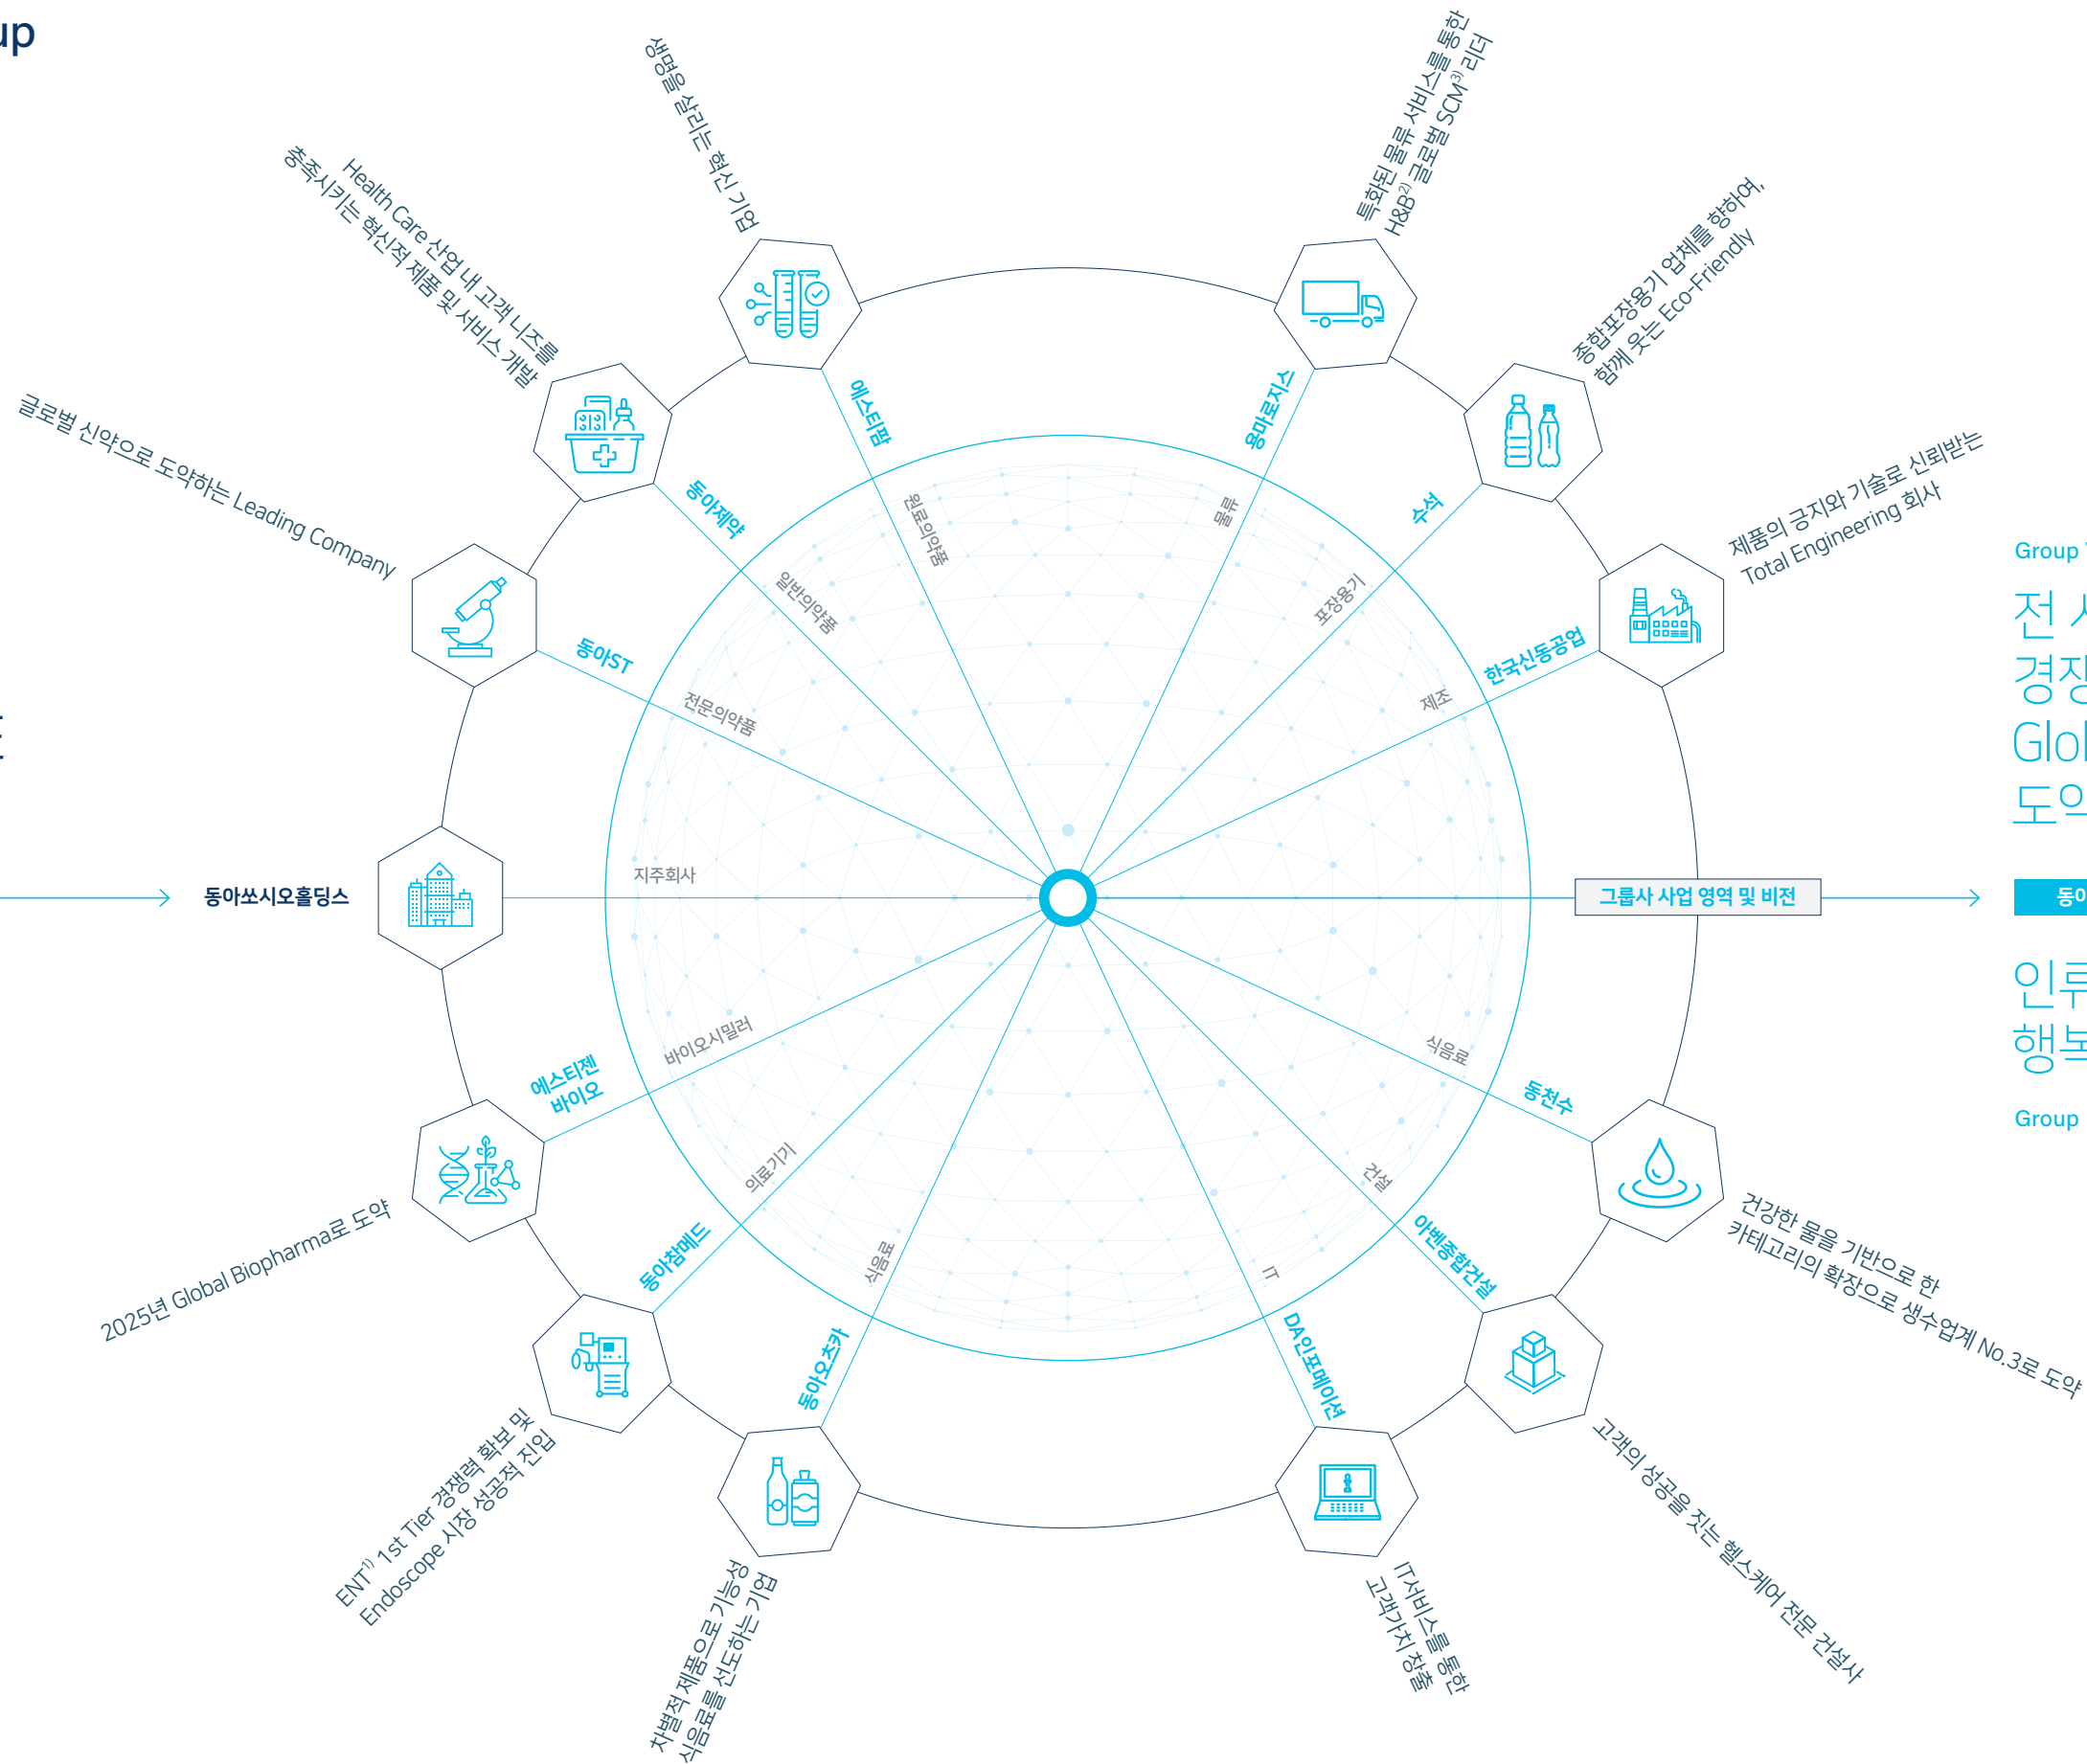 생명을 살리는 혁신 기업
에스티팜
원료의약품
Health Care 산업 내 고객 니즈를
충족시키는 혁신적 제품 및 서비스 개발
동아제약
일반의약품
글로벌 신약으로 도약하는 Leading Company
동아ST
전문의약품
동아쏘시오홀딩스
지주회사
에스티젠
바이오
바이오시밀러
2025년 Global Biopharma로 도약
동아참메드
의료기기
ENT1) 1st Tier 경쟁력 확보 및
Endoscope 시장 성공적 진입
동아오츠카
식음료
차별적 제품으로 기능성
식음료를 선도하는 기업
특화된 물류 서비스를 통한
H&B2) 글로벌 SCM3) 리더
용마로지스
물류
종합포장용기 업체를 향하여,
함께 웃는 Eco-Friendly
수석
포장용기
제품의 긍지와 기술로 신뢰받는
Total Engineering 회사
한국신동공업
제조
그룹사 사업 영역 및 비전
동천수
식음료
건강한 물을 기반으로 한
카테고리의 확장으로 생수업계 No.3로 도약
아벤종합건설
건설
고객의 성공을 짓는 헬스케어 전문 건설사
DA인포메이션
IT
IT서비스를 통한
고객가치 창출
Group
전
도
Group